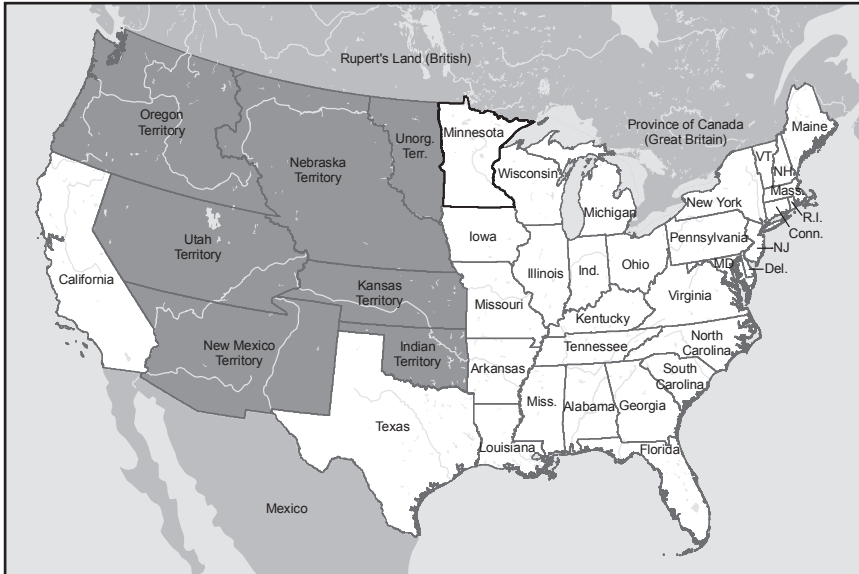 Rupert's Land (British)
Oregon
Territory
Unorg.
Terr.
Minnesota
Nebraska
Territory
Province of Canada
(Great Britain)
Maine
VT
NH
Wisconsin
Mass.
New York
R.I.
Conn.
Michigan
Utah
Territory
Iowa
Pennsylvania
NJ
MD
Del.
California
Illinois
Ind.
Ohio
Kansas
Territory
Missouri
Virginia
Kentucky
New Mexico
Territory
Indian
Territory
Tennessee
North
Carolina
Arkansas
South
Carolina
Texas
Miss.
Alabama
Georgia
Louisiana
Florida
Mexico